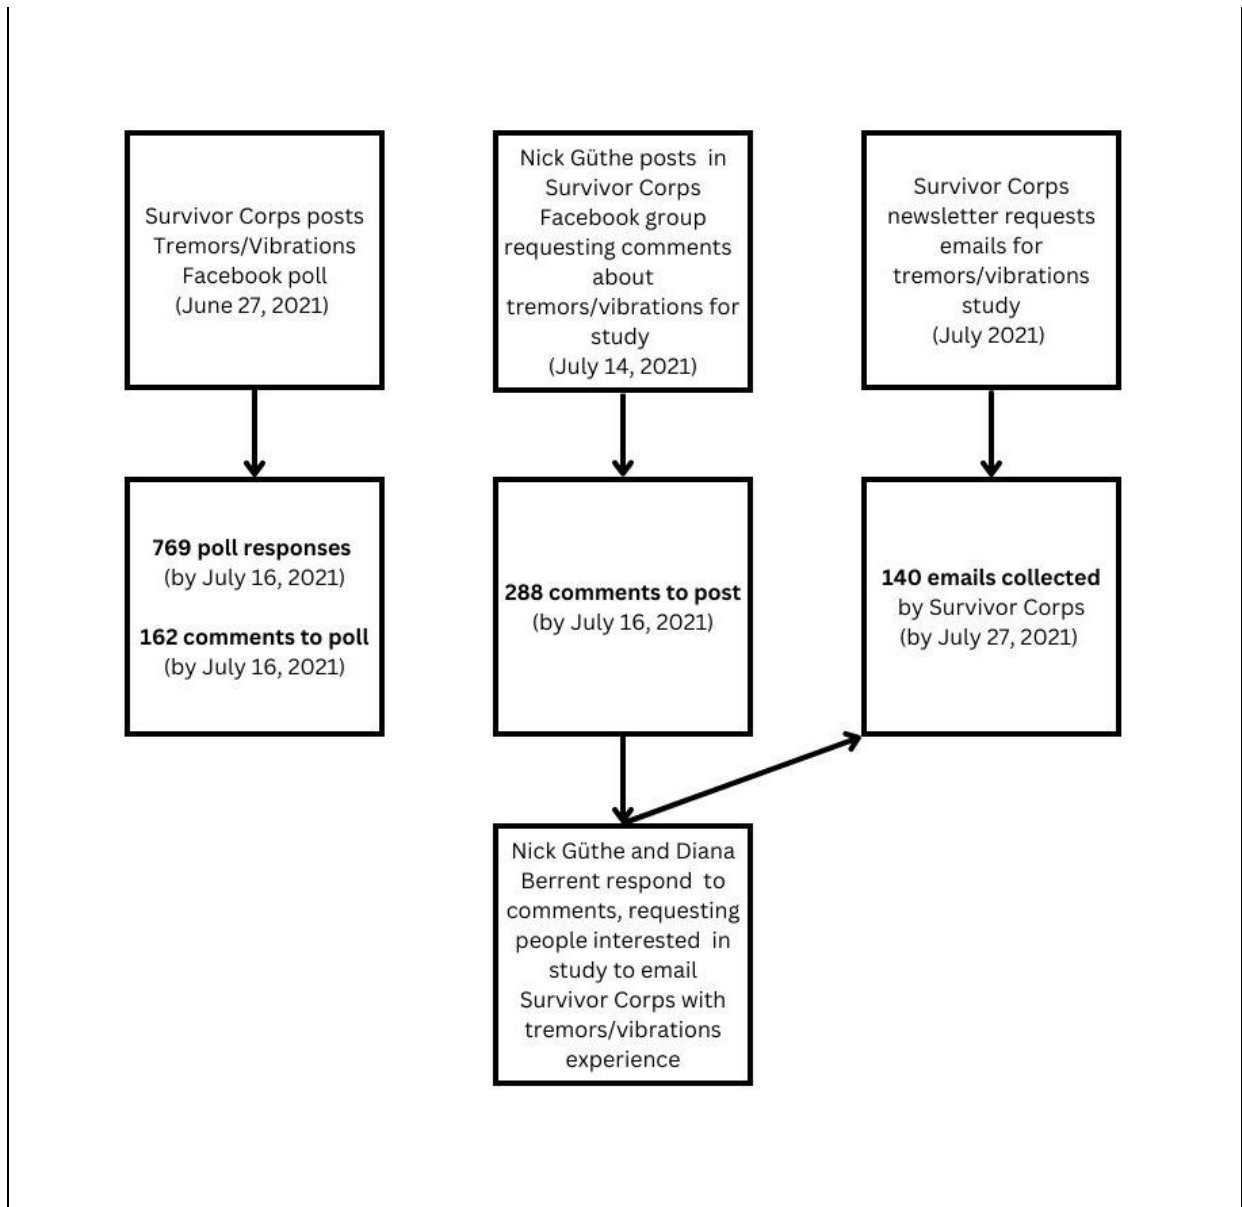 Survivor Corps posts
Tremors/Vibrations
Facebook poll
(June 27, 2021)
Nick Güthe posts in
Survivor Corps
Facebook group
requesting comments
about
tremors/vibrations for
study
(July 14, 2021)
Survivor Corps
newsletter requests
emails for
tremors/vibrations
study
(July 2021)
769 poll responses
(by July 16, 2021)
162 comments to poll
(by July 16, 2021)
288 comments to post
(by July 16, 2021)
140 emails collected
by Survivor Corps
(by July 27, 2021)
Nick Güthe and Diana
Berrent respond to
comments, requesting
people interested in
study to email
Survivor Corps with
tremors/vibrations
experience